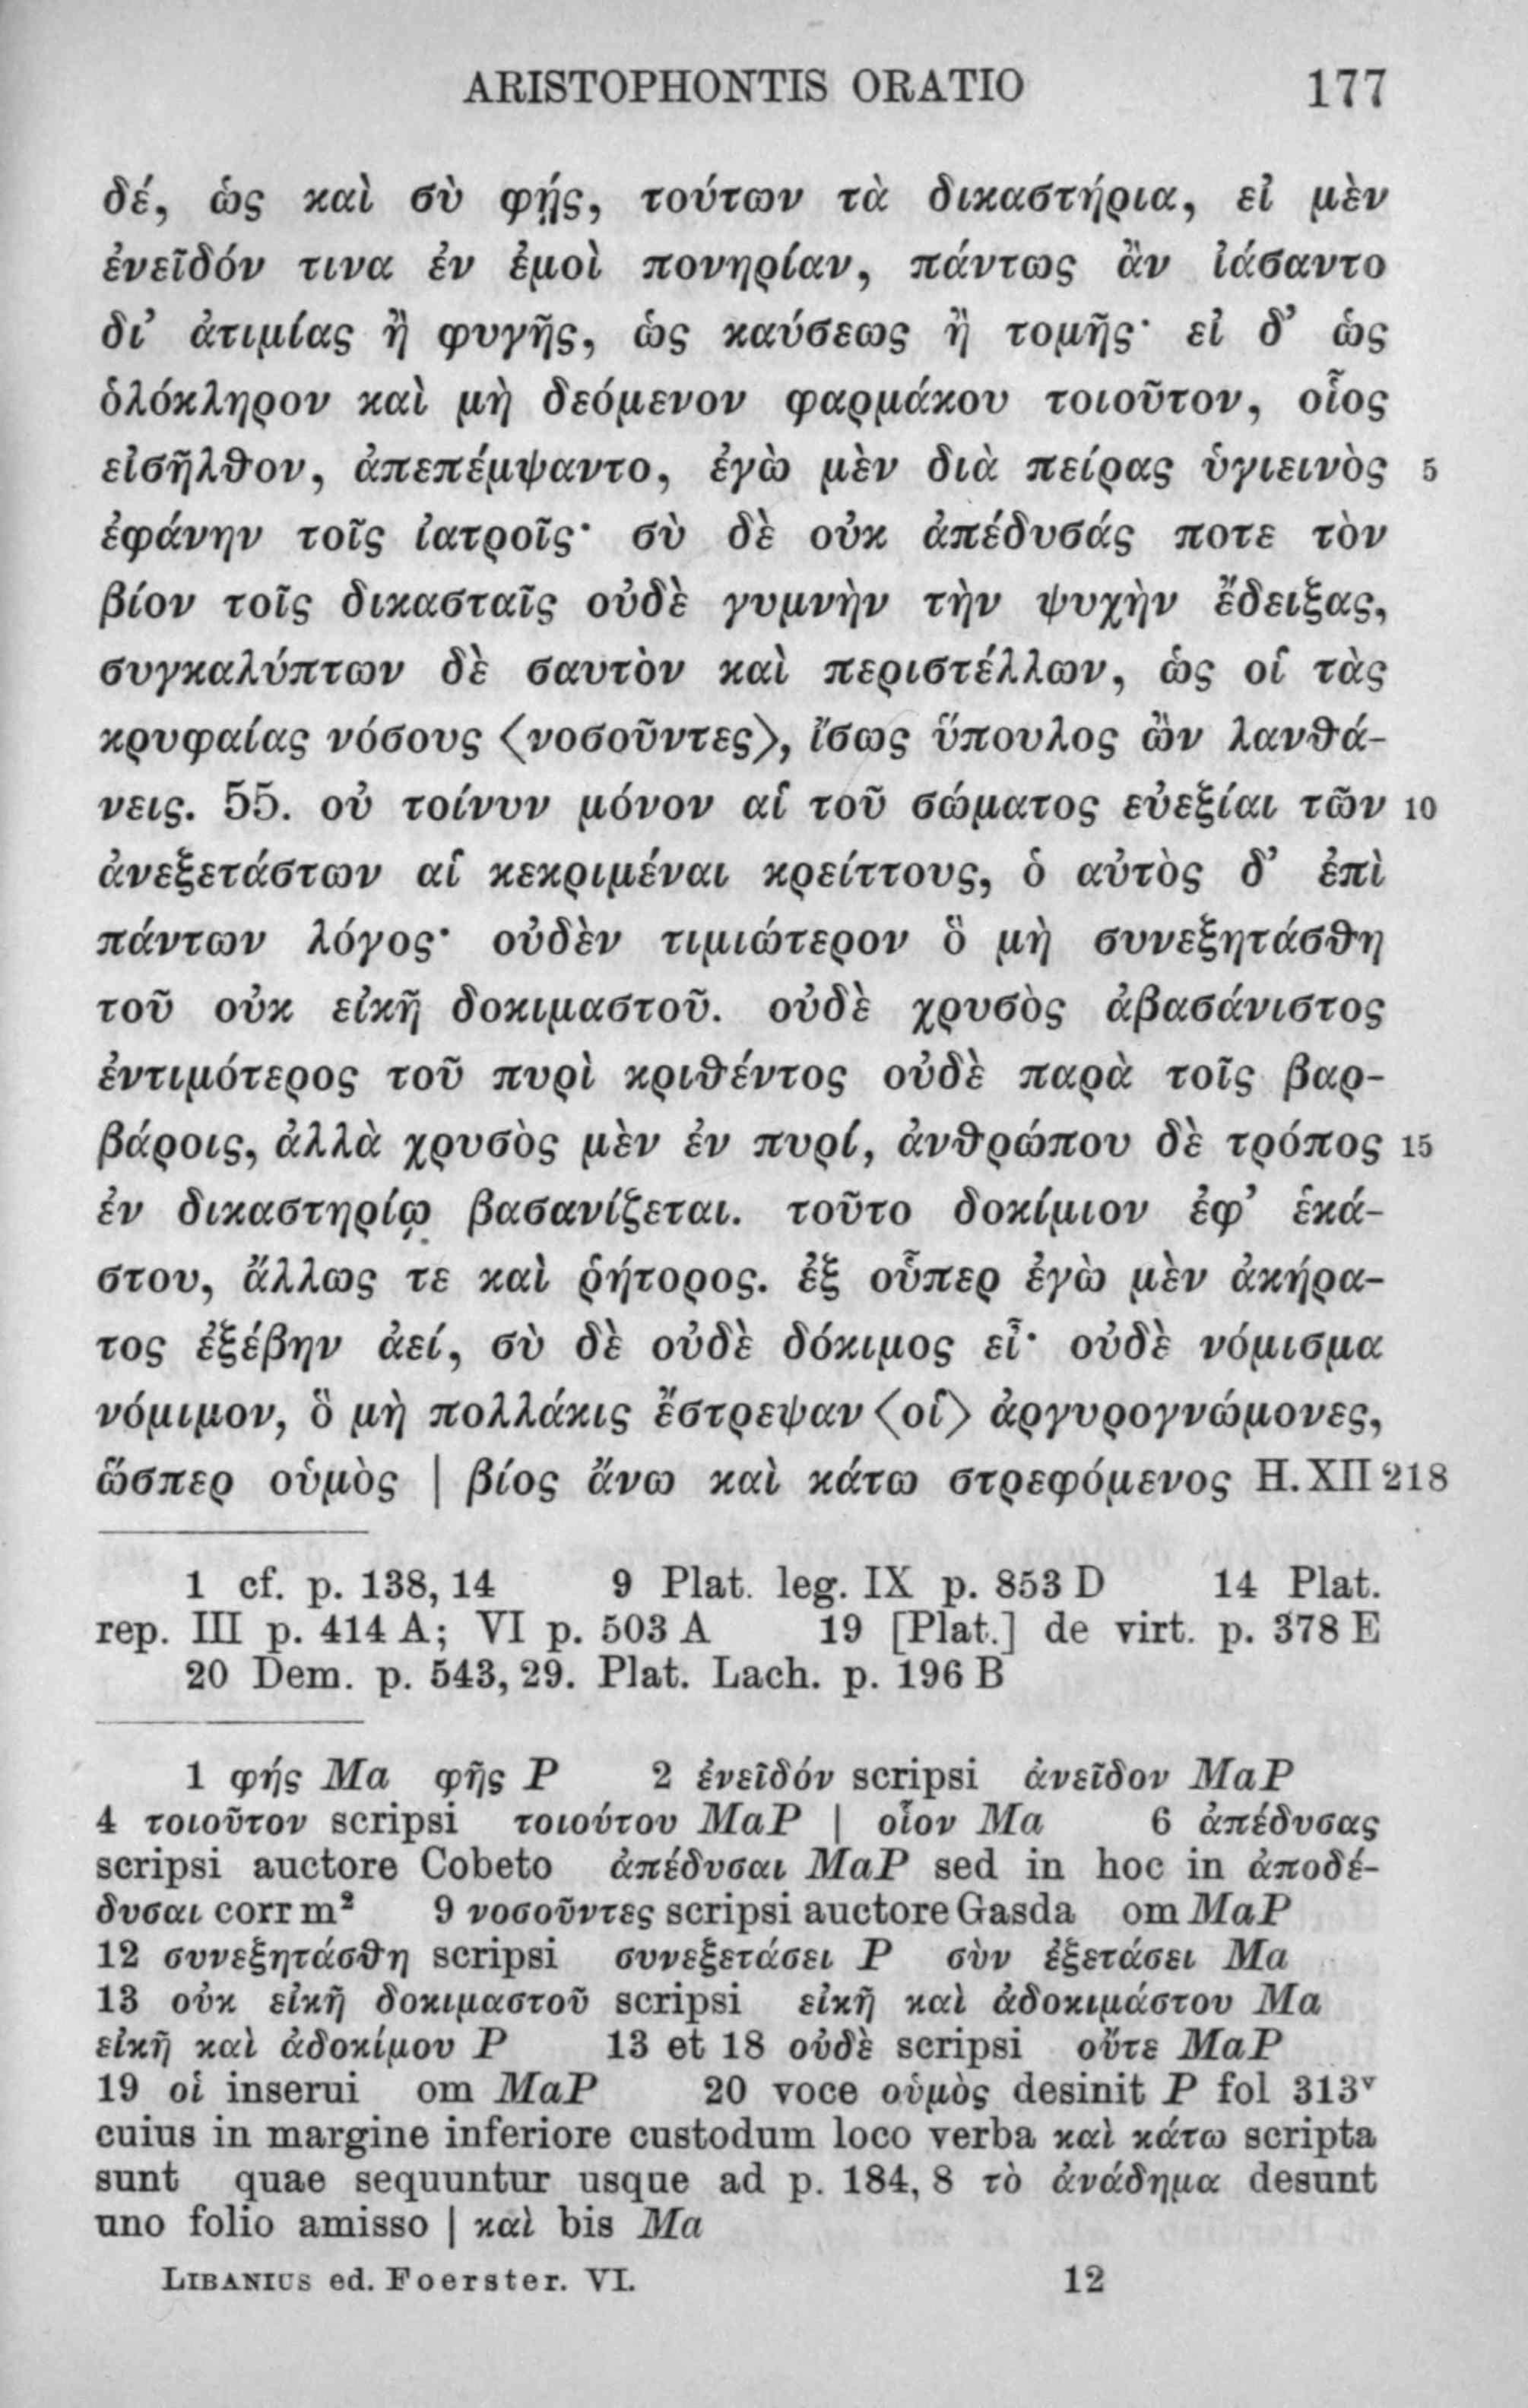 ARISTOPHONTIS ORATIO 177
δέ, ὡς καὶ σὺ φῄς, τούτων τὰ δικαστήρια, εἰ μὲν
ἐνεῖδόν τινα ἐν ἐμοὶ πονηρίαν, πάντως ἂν ἰάσαντο
δι’ ἀτιμίας ἢ φυγῆς, ὡς καύσεως ἢ τομῆς· εἰ δ’ ὡς
ὁλόκληρον καὶ μὴ δεόμενον φαρμάκου τοιοῦτον, οἷος
εἰσῆλθον, ἀπεπέμψαντο, ἐγὼ μὲν διὰ πείρας ὑγιεινὸς 5
ἐφάνην τοῖς ἰατροῖς· σὺ δὲ οὐκ ἀπέδυσάς ποτε τὸν
βίον τοῖς δικασταῖς οὐδὲ γυμνὴν τὴν ψυχὴν ἔδειξας,
συγκαλύπτων δὲ σαυτὸν καὶ περιστέλλων, ὡς οἱ τὰς
κρυφαίας νόσους ⟨νοσοῦντες⟩, ἴσως ὕπουλος ὢν λανθά-
νεις. 55. οὐ τοίνυν μόνον αἱ τοῦ σώματος εὐεξίαι τῶν 10
ἀνεξετάστων αἱ κεκριμέναι κρείττους, ὁ αὐτὸς δ’ ἐπὶ
πάντων λόγος· οὐδὲν τιμιώτερον ὃ μὴ συνεξητάσθη
τοῦ οὐκ εἰκῆ δοκιμαστοῦ. οὐδὲ χρυσὸς ἀβασάνιστος
ἐντιμότερος τοῦ πυρὶ κριθέντος οὐδὲ παρὰ τοῖς βαρ-
βάροις, ἀλλὰ χρυσὸς μὲν ἐν πυρί, ἀνθρώπου δὲ τρόπος 15
ἐν δικαστηρίῳ βασανίζεται. τοῦτο δοκίμιον ἐφ’ ἑκά-
στου, ἄλλως τε καὶ ῥήτορος. ἐξ οὗπερ ἐγὼ μὲν ἀκήρα-
τος ἐξέβην ἀεί, σὺ δὲ οὐδὲ δόκιμος εἶ· οὐδὲ νόμισμα
νόμιμον, ὃ μὴ πολλάκις ἔστρεψαν ⟨οἱ⟩ ἀργυρογνώμονες,
ὥσπερ οὑμὸς | βίος ἄνω καὶ κάτω στρεφόμενος H. XII 218
1 cf. p. 138, 14 9 Plat. leg. IX p. 853 D 14 Plat.
rep. III p. 414 A; VI p. 503 A 19 [Plat.] de virt. p. 378 E
20 Dem. p. 543, 29. Plat. Lach. p. 196 B
1 φής Ma φῆς P 2 ἐνεῖδόν scripsi ἀνεῖδον MaP
4 τοιοῦτον scripsi τοιούτου MaP | οἷον Ma 6 ἀπέδυσας
scripsi auctore Cobeto ἀπέδυσαι MaP sed in hoc in ἀποδέ-
δυσαι corr m² 9 νοσοῦντες scripsi auctore Gasda om MaP
12 συνεξητάσθη scripsi συνεξετάσει P σὺν ἐξετάσει Ma
13 οὐκ εἰκῆ δοκιμαστοῦ scripsi εἰκῆ καὶ ἀδοκιμάστου Ma
εἰκῆ καὶ ἀδοκίμου P 13 et 18 οὐδὲ scripsi οὔτε MaP
19 οἱ inserui om MaP 20 voce οὑμὸς desinit P fol 313ᵛ
cuius in margine inferiore custodum loco verba καὶ κάτω scripta
sunt quae sequuntur usque ad p. 184, 8 τὸ ἀνάδημα desunt
uno folio amisso | καὶ bis Ma
LIBANIUS ed. Foerster. VI. 12